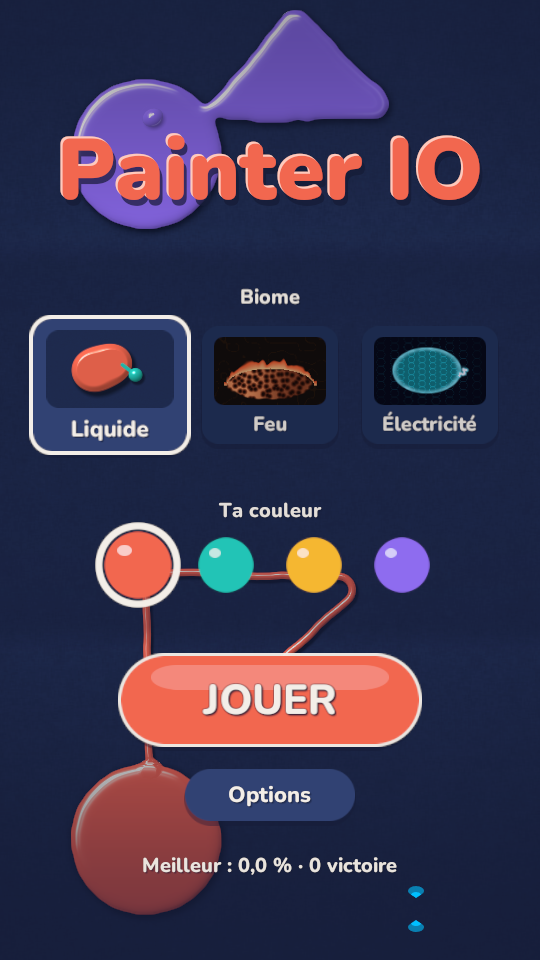 Painter IO
Biome
Liquide
Feu
Électricité
Ta couleur
JOUER
Options
Meilleur : 0,0 % · 0 victoire